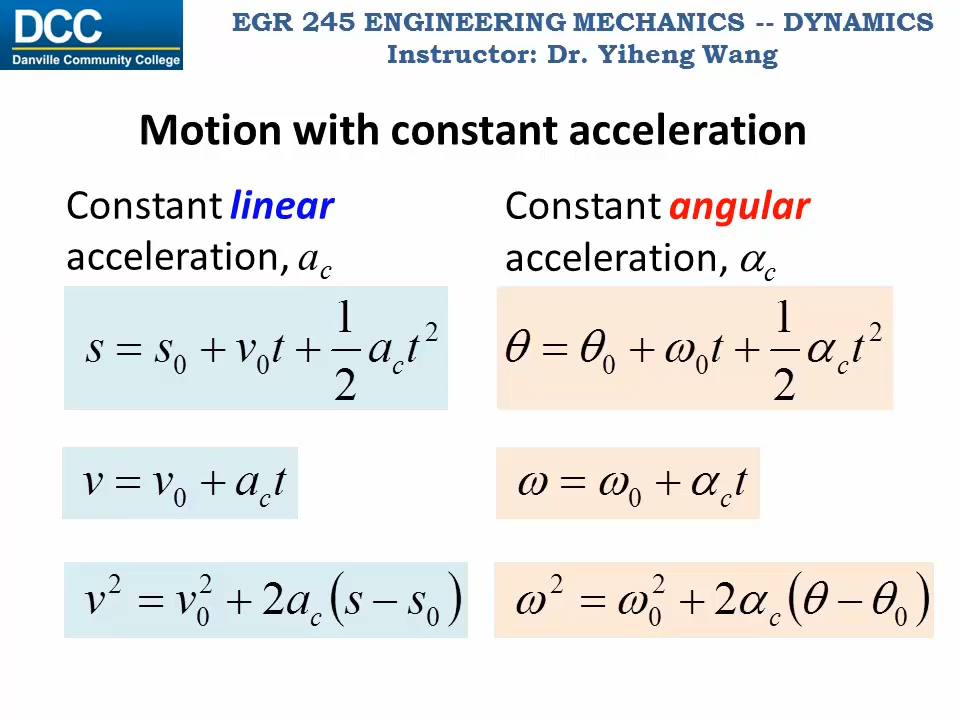 DCC
Danville Community College
EGR 245 ENGINEERING MECHANICS -- DYNAMICS
Instructor: Dr. Yiheng Wang
Motion with constant acceleration
Constant linear
acceleration, a_c
s = s_0 + v_0 t + \frac{1}{2} a_c t^2
v = v_0 + a_c t
v^2 = v_0^2 + 2a_c (s − s_0)
Constant angular
acceleration, α_c
θ = θ_0 + ω_0 t + \frac{1}{2} α_c t^2
ω = ω_0 + α_c t
ω^2 = ω_0^2 + 2α_c (θ − θ_0)